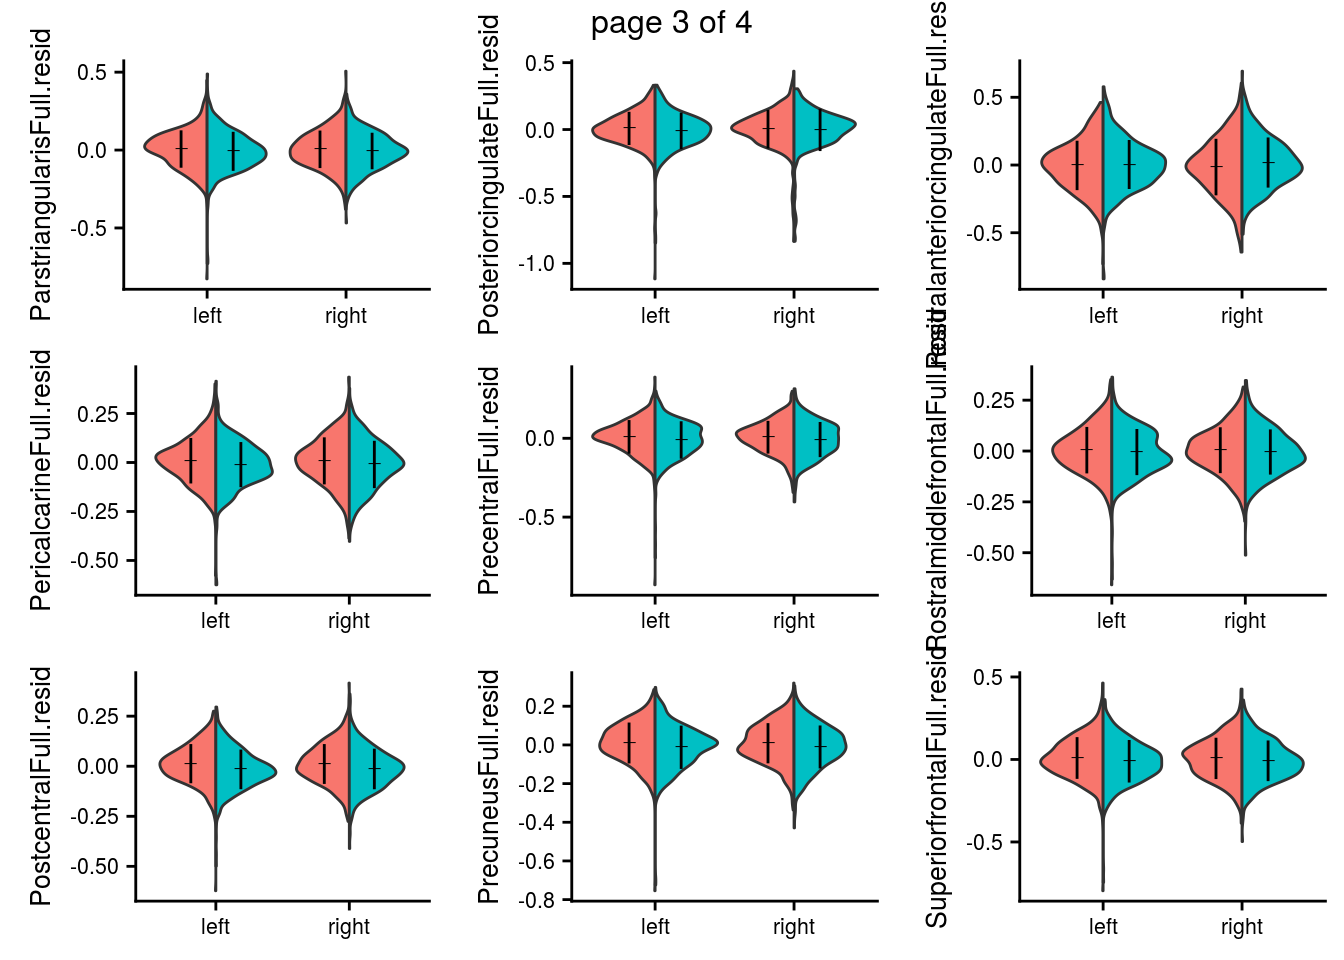 page 3 of 4
ParstriangularisFull.resid
0.5
0.0
-0.5
left
right
PosteriorcingulateFull.resid
0.5
0.0
-0.5
-1.0
left
right
RostralanteriorcingulateFull.resid
0.5
0.0
-0.5
left
right
PericalcarineFull.resid
0.25
0.00
-0.25
-0.50
left
right
PrecentralFull.resid
0.0
-0.5
left
right
RostralmiddlefrontalFull.resid
0.25
0.00
-0.25
-0.50
left
right
PostcentralFull.resid
0.25
0.00
-0.25
-0.50
left
right
PrecuneusFull.resid
0.2
0.0
-0.2
-0.4
-0.6
-0.8
left
right
SuperiorfrontalFull.resid
0.5
0.0
-0.5
left
right